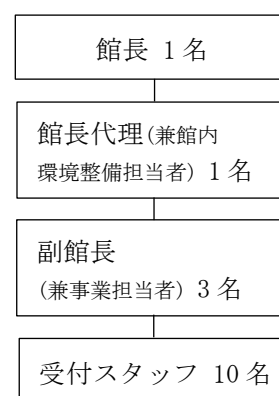 館長 1名
館長代理(兼館内
環境整備担当者) 1名
副館長
(兼事業担当者) 3名
受付スタッフ 10名